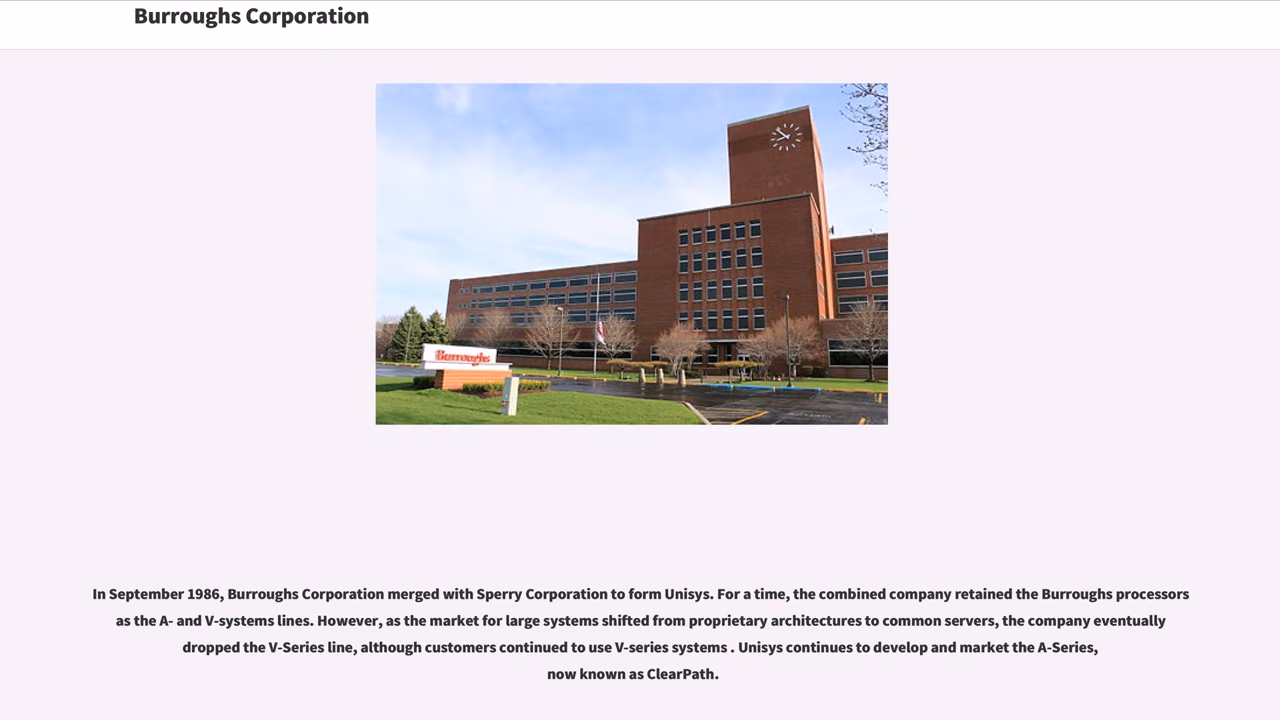 Burroughs Corporation
Burroughs
In September 1986, Burroughs Corporation merged with Sperry Corporation to form Unisys. For a time, the combined company retained the Burroughs processors
as the A- and V-systems lines. However, as the market for large systems shifted from proprietary architectures to common servers, the company eventually
dropped the V-Series line, although customers continued to use V-series systems . Unisys continues to develop and market the A-Series,
now known as ClearPath.